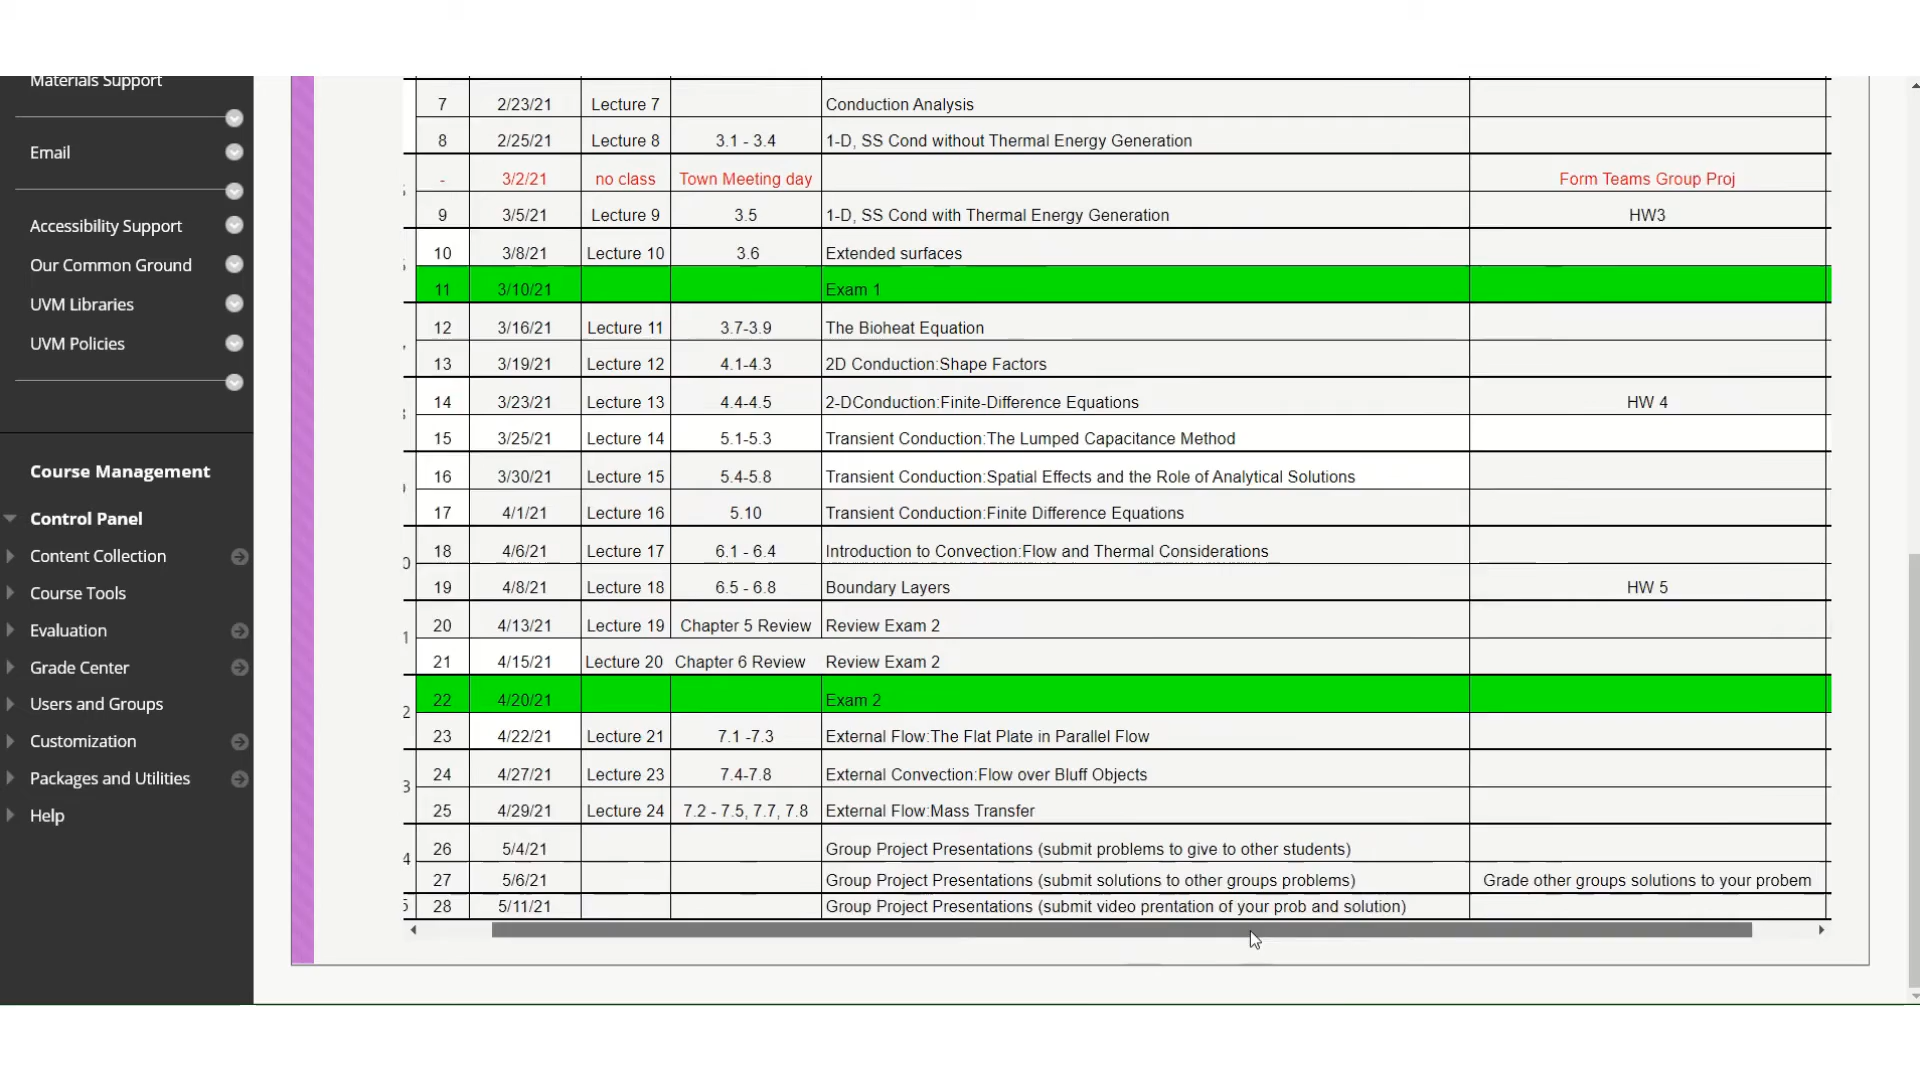 Materials Support
Email
Accessibility Support
Our Common Ground
UVM Libraries
UVM Policies
Course Management
Control Panel
Content Collection
Course Tools
Evaluation
Grade Center
Users and Groups
Customization
Packages and Utilities
Help
7 2/23/21 Lecture 7 Conduction Analysis
8 2/25/21 Lecture 8 3.1 - 3.4 1-D, SS Cond without Thermal Energy Generation
- 3/2/21 no class Town Meeting day Form Teams Group Proj
9 3/5/21 Lecture 9 3.5 1-D, SS Cond with Thermal Energy Generation HW3
10 3/8/21 Lecture 10 3.6 Extended surfaces
11 3/10/21 Exam 1
12 3/16/21 Lecture 11 3.7-3.9 The Bioheat Equation
13 3/19/21 Lecture 12 4.1-4.3 2D Conduction:Shape Factors
14 3/23/21 Lecture 13 4.4-4.5 2-DConduction:Finite-Difference Equations HW 4
15 3/25/21 Lecture 14 5.1-5.3 Transient Conduction:The Lumped Capacitance Method
16 3/30/21 Lecture 15 5.4-5.8 Transient Conduction:Spatial Effects and the Role of Analytical Solutions
17 4/1/21 Lecture 16 5.10 Transient Conduction:Finite Difference Equations
0 18 4/6/21 Lecture 17 6.1 - 6.4 Introduction to Convection:Flow and Thermal Considerations
19 4/8/21 Lecture 18 6.5 - 6.8 Boundary Layers HW 5
1 20 4/13/21 Lecture 19 Chapter 5 Review Review Exam 2
21 4/15/21 Lecture 20 Chapter 6 Review Review Exam 2
2 22 4/20/21 Exam 2
23 4/22/21 Lecture 21 7.1 -7.3 External Flow:The Flat Plate in Parallel Flow
3 24 4/27/21 Lecture 23 7.4-7.8 External Convection:Flow over Bluff Objects
25 4/29/21 Lecture 24 7.2 - 7.5, 7.7, 7.8 External Flow:Mass Transfer
4 26 5/4/21 Group Project Presentations (submit problems to give to other students)
27 5/6/21 Group Project Presentations (submit solutions to other groups problems) Grade other groups solutions to your probem
5 28 5/11/21 Group Project Presentations (submit video prentation of your prob and solution)